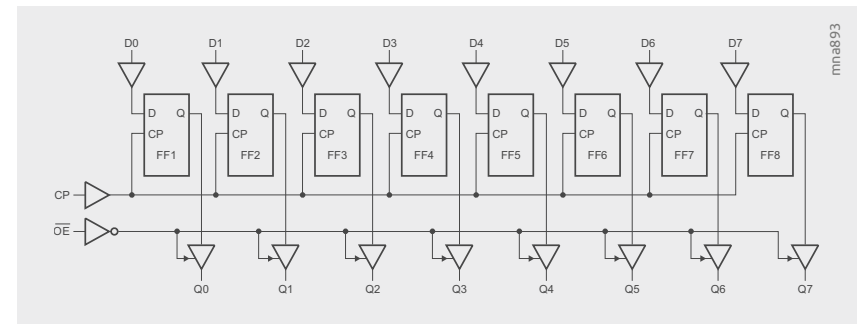 mna893
D0 D1 D2 D3 D4 D5 D6 D7
D Q D Q D Q D Q D Q D Q D Q D Q
CP CP CP CP CP CP CP CP
FF1 FF2 FF3 FF4 FF5 FF6 FF7 FF8
CP
OE
Q0 Q1 Q2 Q3 Q4 Q5 Q6 Q7